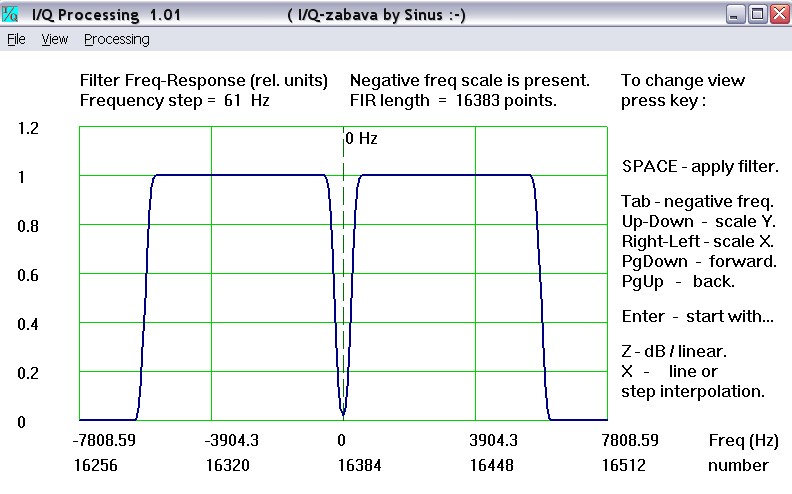 I/Q Processing 1.01 ( I/Q-zabava by Sinus :-)
File View Processing
Filter Freq-Response (rel. units) Negative freq scale is present. To change view
Frequency step = 61 Hz FIR length = 16383 points. press key :
1.2
0 Hz
SPACE - apply filter.
1
Tab - negative freq.
0.8 Up-Down - scale Y.
Right-Left - scale X.
0.6 PgDown - forward.
PgUp - back.
0.4 Enter - start with...
Z - dB / linear.
0.2 X - line or
step interpolation.
0
-7808.59 -3904.3 0 3904.3 7808.59 Freq (Hz)
16256 16320 16384 16448 16512 number